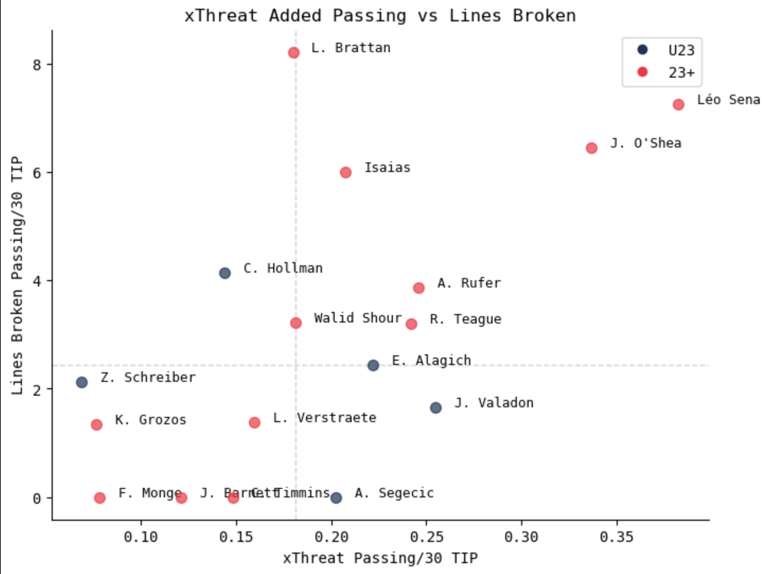 xThreat Added Passing vs Lines Broken
L. Brattan
U23
23+
Léo Sena
J. O'Shea
Isaias
C. Hollman
A. Rufer
Walid Shour
R. Teague
E. Alagich
Z. Schreiber
J. Valadon
K. Grozos
L. Verstraete
F. Monge
J. Barnett
C. Timmins
A. Segecic
8
6
4
2
0
Lines Broken Passing/30 TIP
0.10 0.15 0.20 0.25 0.30 0.35
xThreat Passing/30 TIP